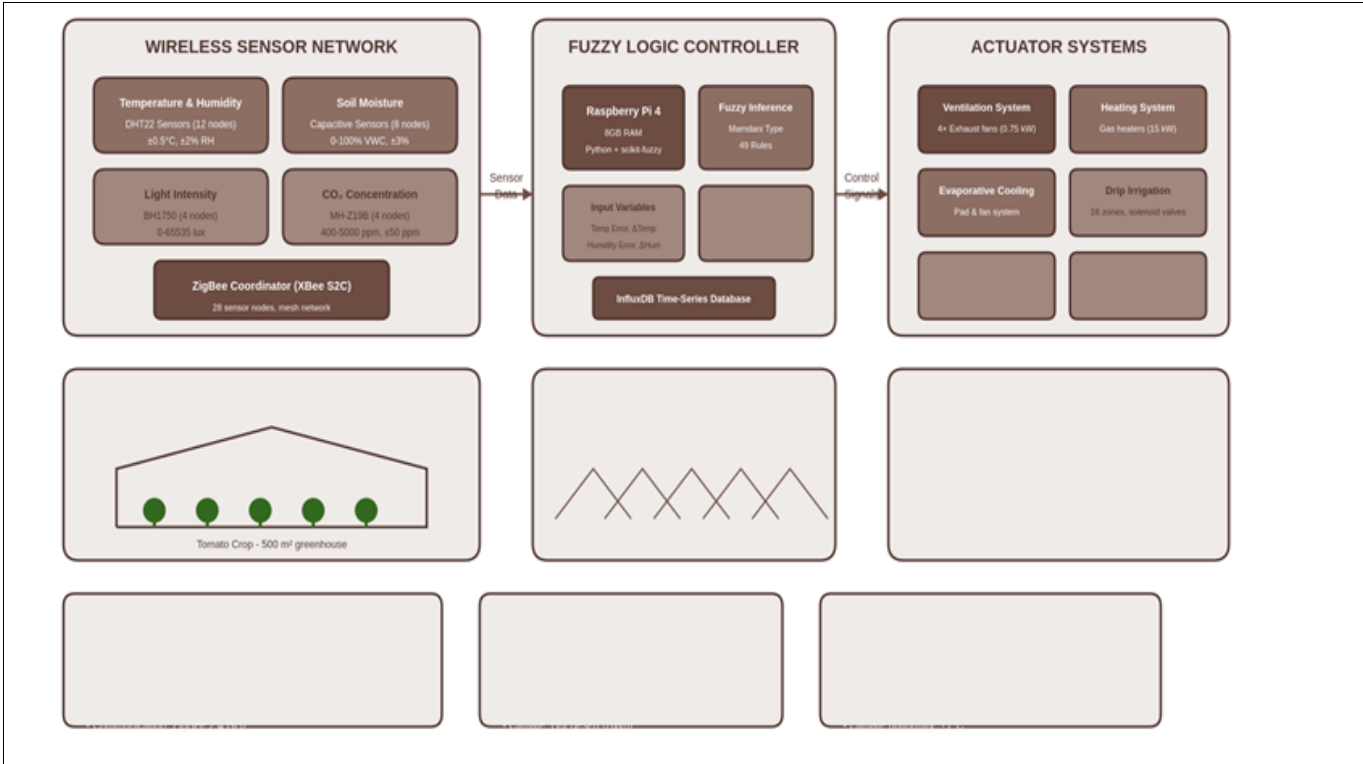 WIRELESS SENSOR NETWORK
Temperature & Humidity
DHT22 Sensors (12 nodes)
±0.5°C, ±2% RH
Soil Moisture
Capacitive Sensors (8 nodes)
0-100% VWC, ±3%
Light Intensity
BH1750 (4 nodes)
0-65535 lux
CO₂ Concentration
MH-Z19B (4 nodes)
400-5000 ppm, ±50 ppm
ZigBee Coordinator (XBee S2C)
28 sensor nodes, mesh network
Sensor
Data
FUZZY LOGIC CONTROLLER
Raspberry Pi 4
8GB RAM
Python + scikit-fuzzy
Fuzzy Inference
Mamdani Type
49 Rules
Input Variables
Temp Error, ΔTemp
Humidity Error, ΔHum
InfluxDB Time-Series Database
Control
Signals
ACTUATOR SYSTEMS
Ventilation System
4× Exhaust fans (0.75 kW)
Heating System
Gas heaters (15 kW)
Evaporative Cooling
Pad & fan system
Drip Irrigation
16 zones, solenoid valves
Tomato Crop - 500 m² greenhouse